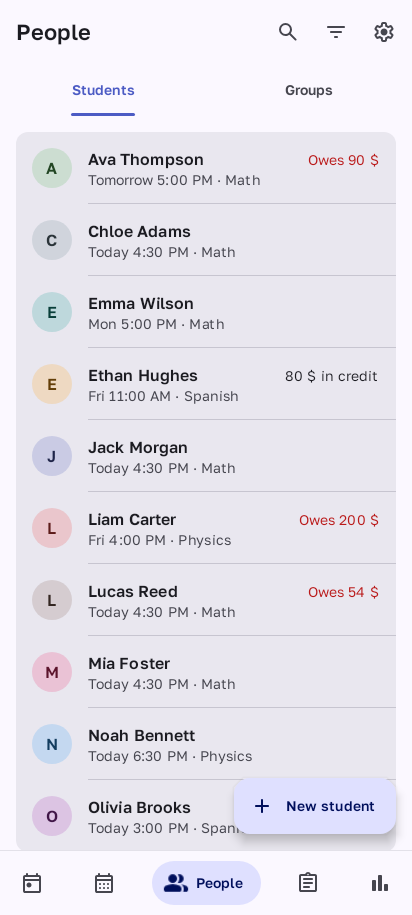 People
Students
Groups
A
Ava Thompson
Owes 90 $
Tomorrow 5:00 PM · Math
C
Chloe Adams
Today 4:30 PM · Math
E
Emma Wilson
Mon 5:00 PM · Math
E
Ethan Hughes
80 $ in credit
Fri 11:00 AM · Spanish
J
Jack Morgan
Today 4:30 PM · Math
L
Liam Carter
Owes 200 $
Fri 4:00 PM · Physics
L
Lucas Reed
Owes 54 $
Today 4:30 PM · Math
M
Mia Foster
Today 4:30 PM · Math
N
Noah Bennett
Today 6:30 PM · Physics
O
Olivia Brooks
Today 3:00 PM ·
New student
People